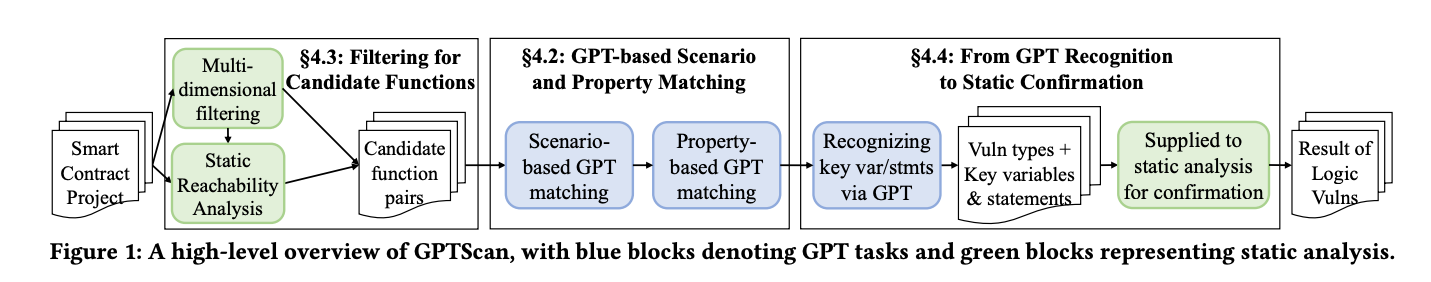 Smart
Contract
Project
§4.3: Filtering for
Candidate Functions
Multi-
dimensional
filtering
Static
Reachability
Analysis
Candidate
function
pairs
§4.2: GPT-based Scenario
and Property Matching
Scenario-
based GPT
matching
Property-
based GPT
matching
§4.4: From GPT Recognition
to Static Confirmation
Recognizing
key var/stmts
via GPT
Vuln types +
Key variables
& statements
Supplied to
static analysis
for confirmation
Result of
Logic
Vulns
Figure 1: A high-level overview of GPTScan, with blue blocks denoting GPT tasks and green blocks representing static analysis.